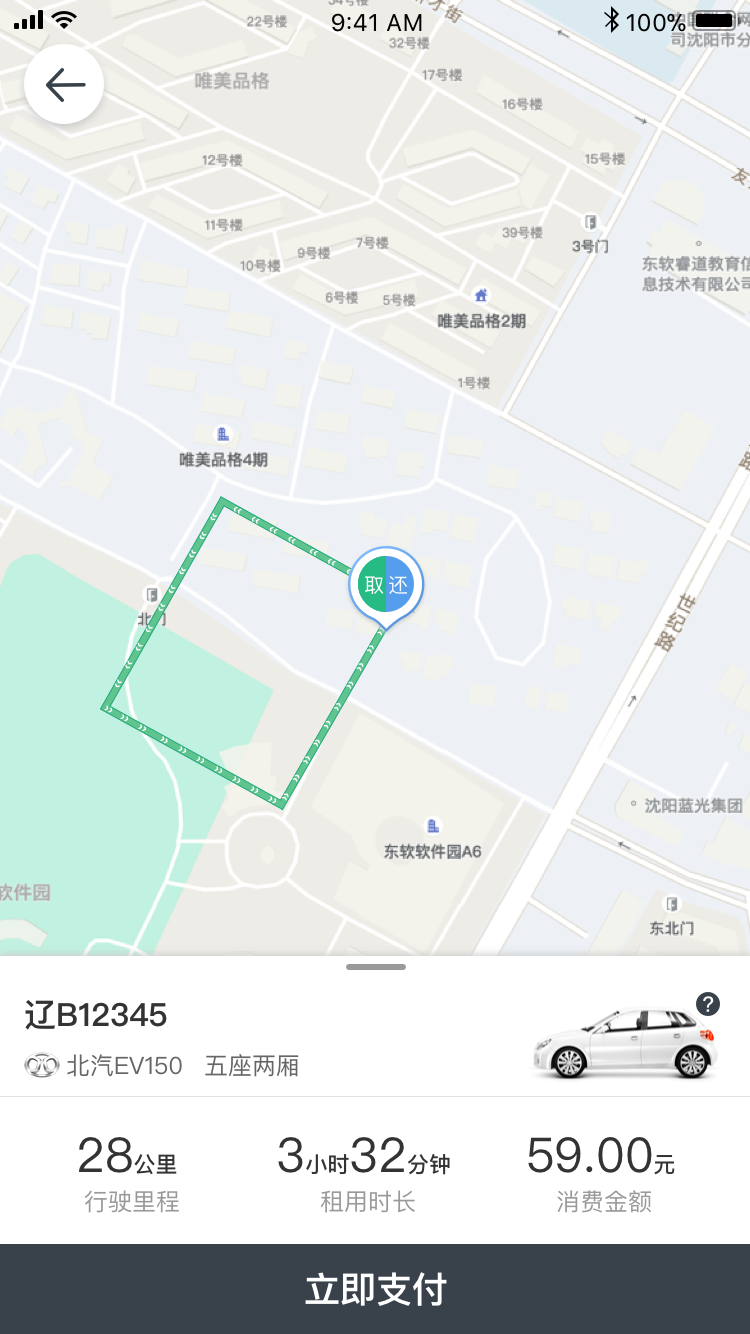 9:41 AM
100%
22号楼
32号楼
司沈阳市分
唯美品格
17号楼
16号楼
12号楼
15号楼
11号楼
39号楼
3号门
7号楼
9号楼
10号楼
东软睿道教育信
息技术有限公司
6号楼
5号楼
唯美品格2期
1号楼
唯美品格4期
取 还
北门
世纪路
沈阳蓝光集团
东软软件园A6
软件园
东北门
辽B12345
?
北汽EV150 五座两厢
28公里
3小时32分钟
59.00元
行驶里程
租用时长
消费金额
立即支付